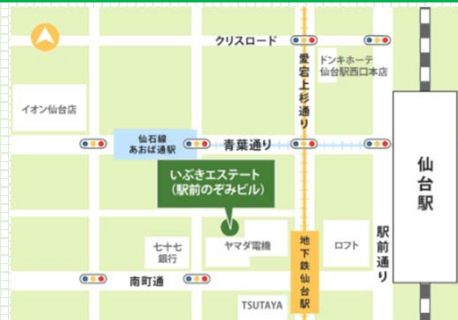 クリスロード
愛宕上杉通り
ドンキホーテ
仙台駅西口本店
イオン仙台店
仙石線
あおば通駅
青葉通り
仙台駅
いぶきエステート
(駅前のぞみビル)
七十七
銀行
ヤマダ電機
地下鉄仙台駅
ロフト
駅前通り
南町通
TSUTAYA